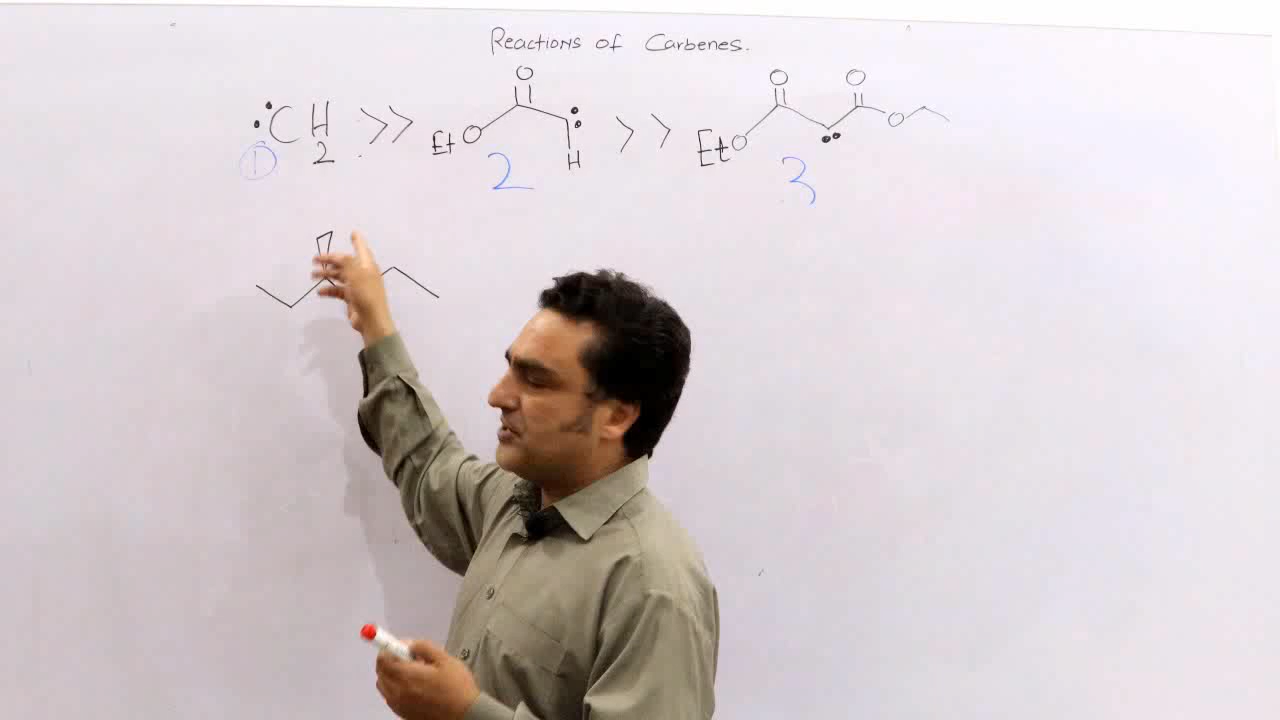 Reactions of Carbenes.
O O O
:CH2 >> EtO : H >> EtO : O
1 2 3